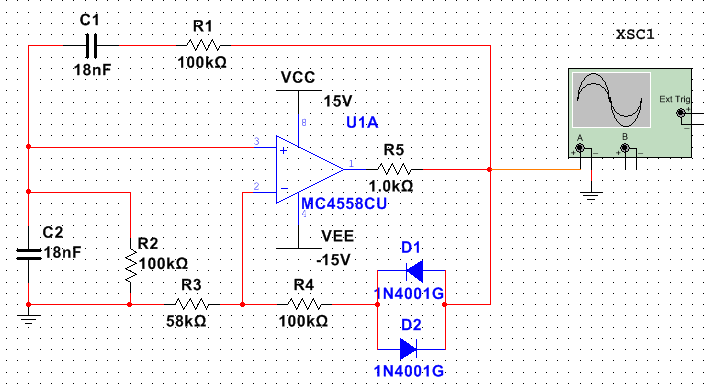 C1
18nF
R1
100kΩ
XSC1
VCC
15V
Ext Trig
+
–
A
B
+
–
+
–
U1A
8
3
+
2
–
1
4
MC4558CU
R5
1.0kΩ
VEE
-15V
C2
18nF
R2
100kΩ
R3
58kΩ
R4
100kΩ
D1
1N4001G
D2
1N4001G